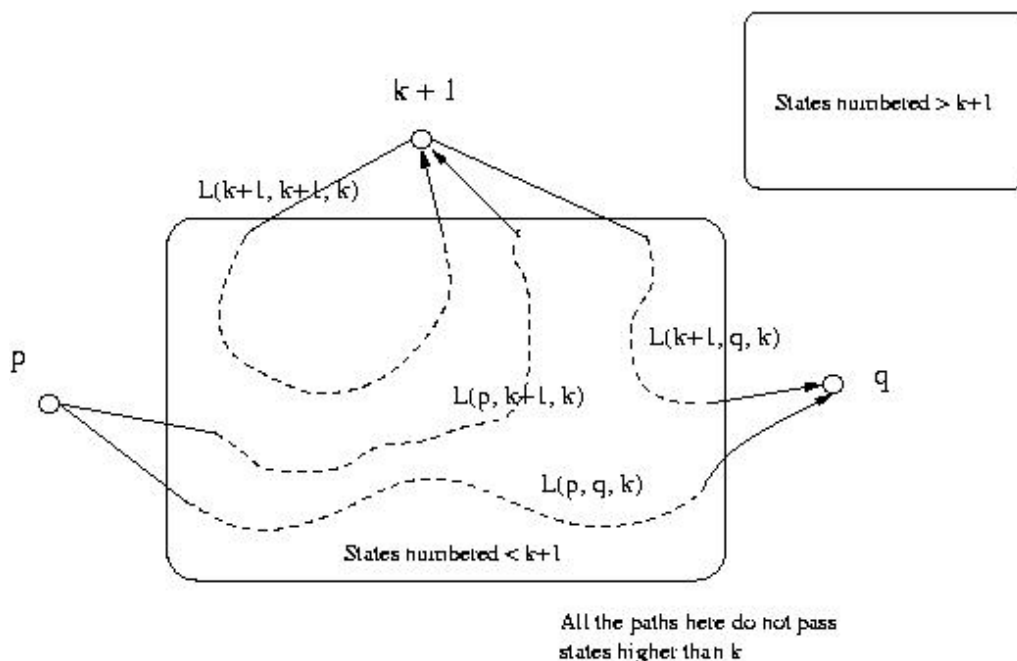 k + 1
States numbered > k+1
L(k+1, k+1, k)
L(k+1, q, k)
p
q
L(p, k+1, k)
L(p, q, k)
States numbered < k+1
All the paths here do not pass
states higher than k